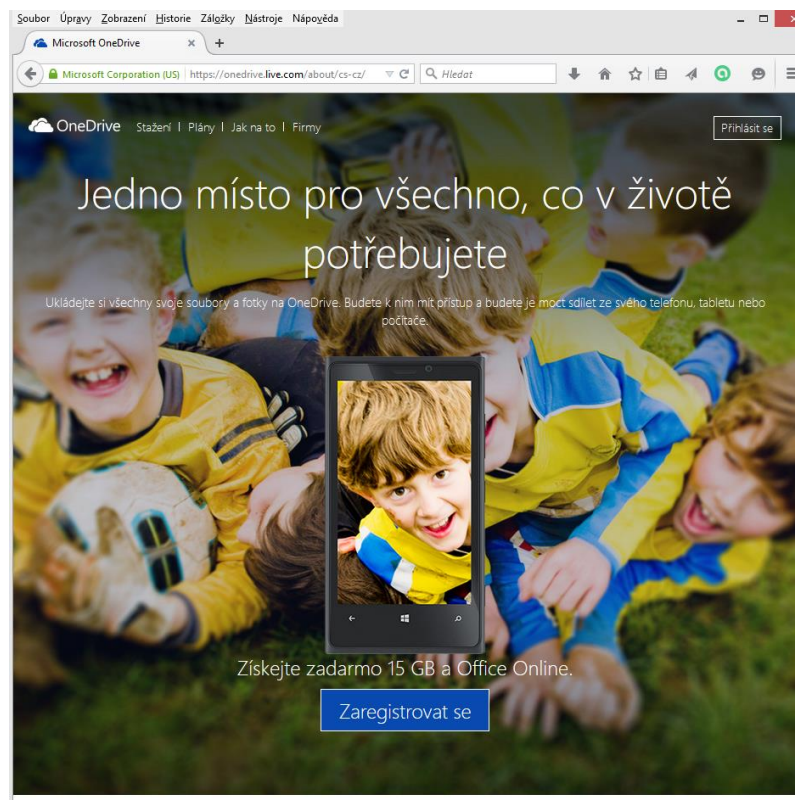 Soubor Úpravy Zobrazení Historie Záložky Nástroje Nápověda
Microsoft OneDrive
Microsoft Corporation (US) https://onedrive.live.com/about/cs-cz/ Hledat
OneDrive Stažení | Plány | Jak na to | Firmy Přihlásit se
Jedno místo pro všechno, co v životě
potřebujete
Ukládejte si všechny svoje soubory a fotky na OneDrive. Budete k nim mít přístup a budete je moct sdílet ze svého telefonu, tabletu nebo
počítače.
Získejte zadarmo 15 GB a Office Online.
Zaregistrovat se